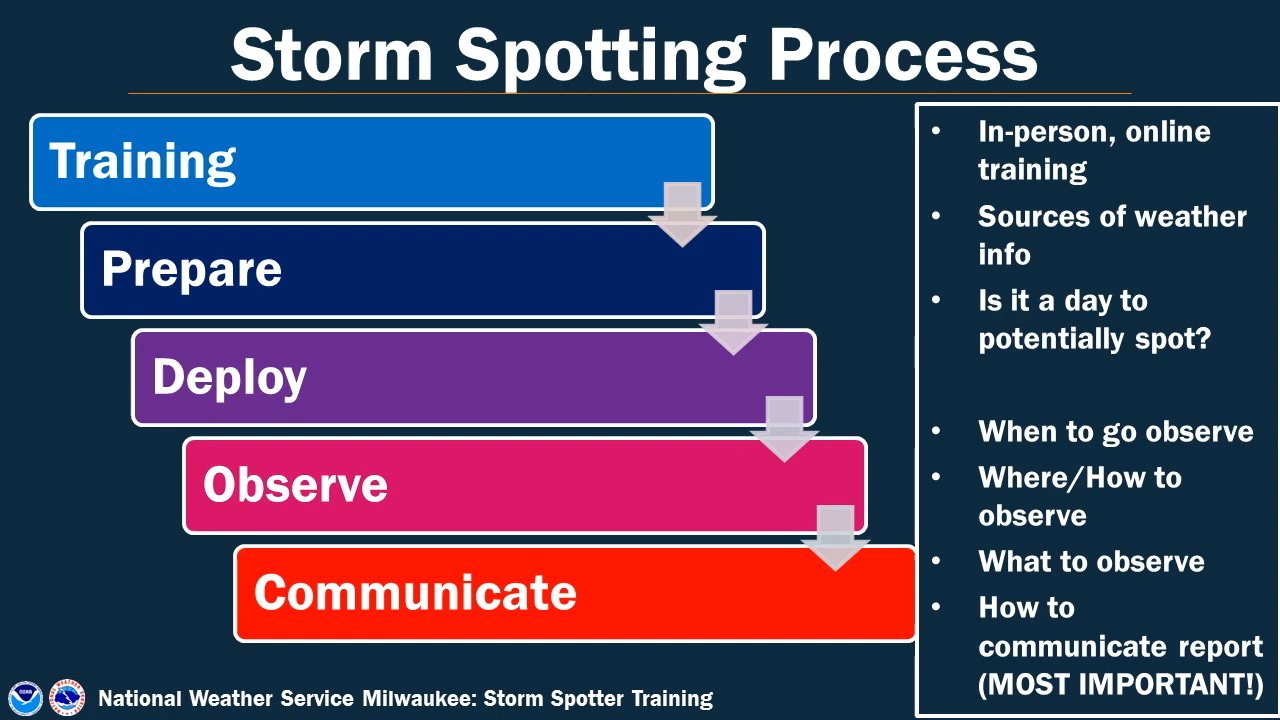 Storm Spotting Process
Training
Prepare
Deploy
Observe
Communicate
• In-person, online
training
• Sources of weather
info
• Is it a day to
potentially spot?
• When to go observe
• Where/How to
observe
• What to observe
• How to
communicate report
(MOST IMPORTANT!)
NOAA
National Weather Service Milwaukee: Storm Spotter Training